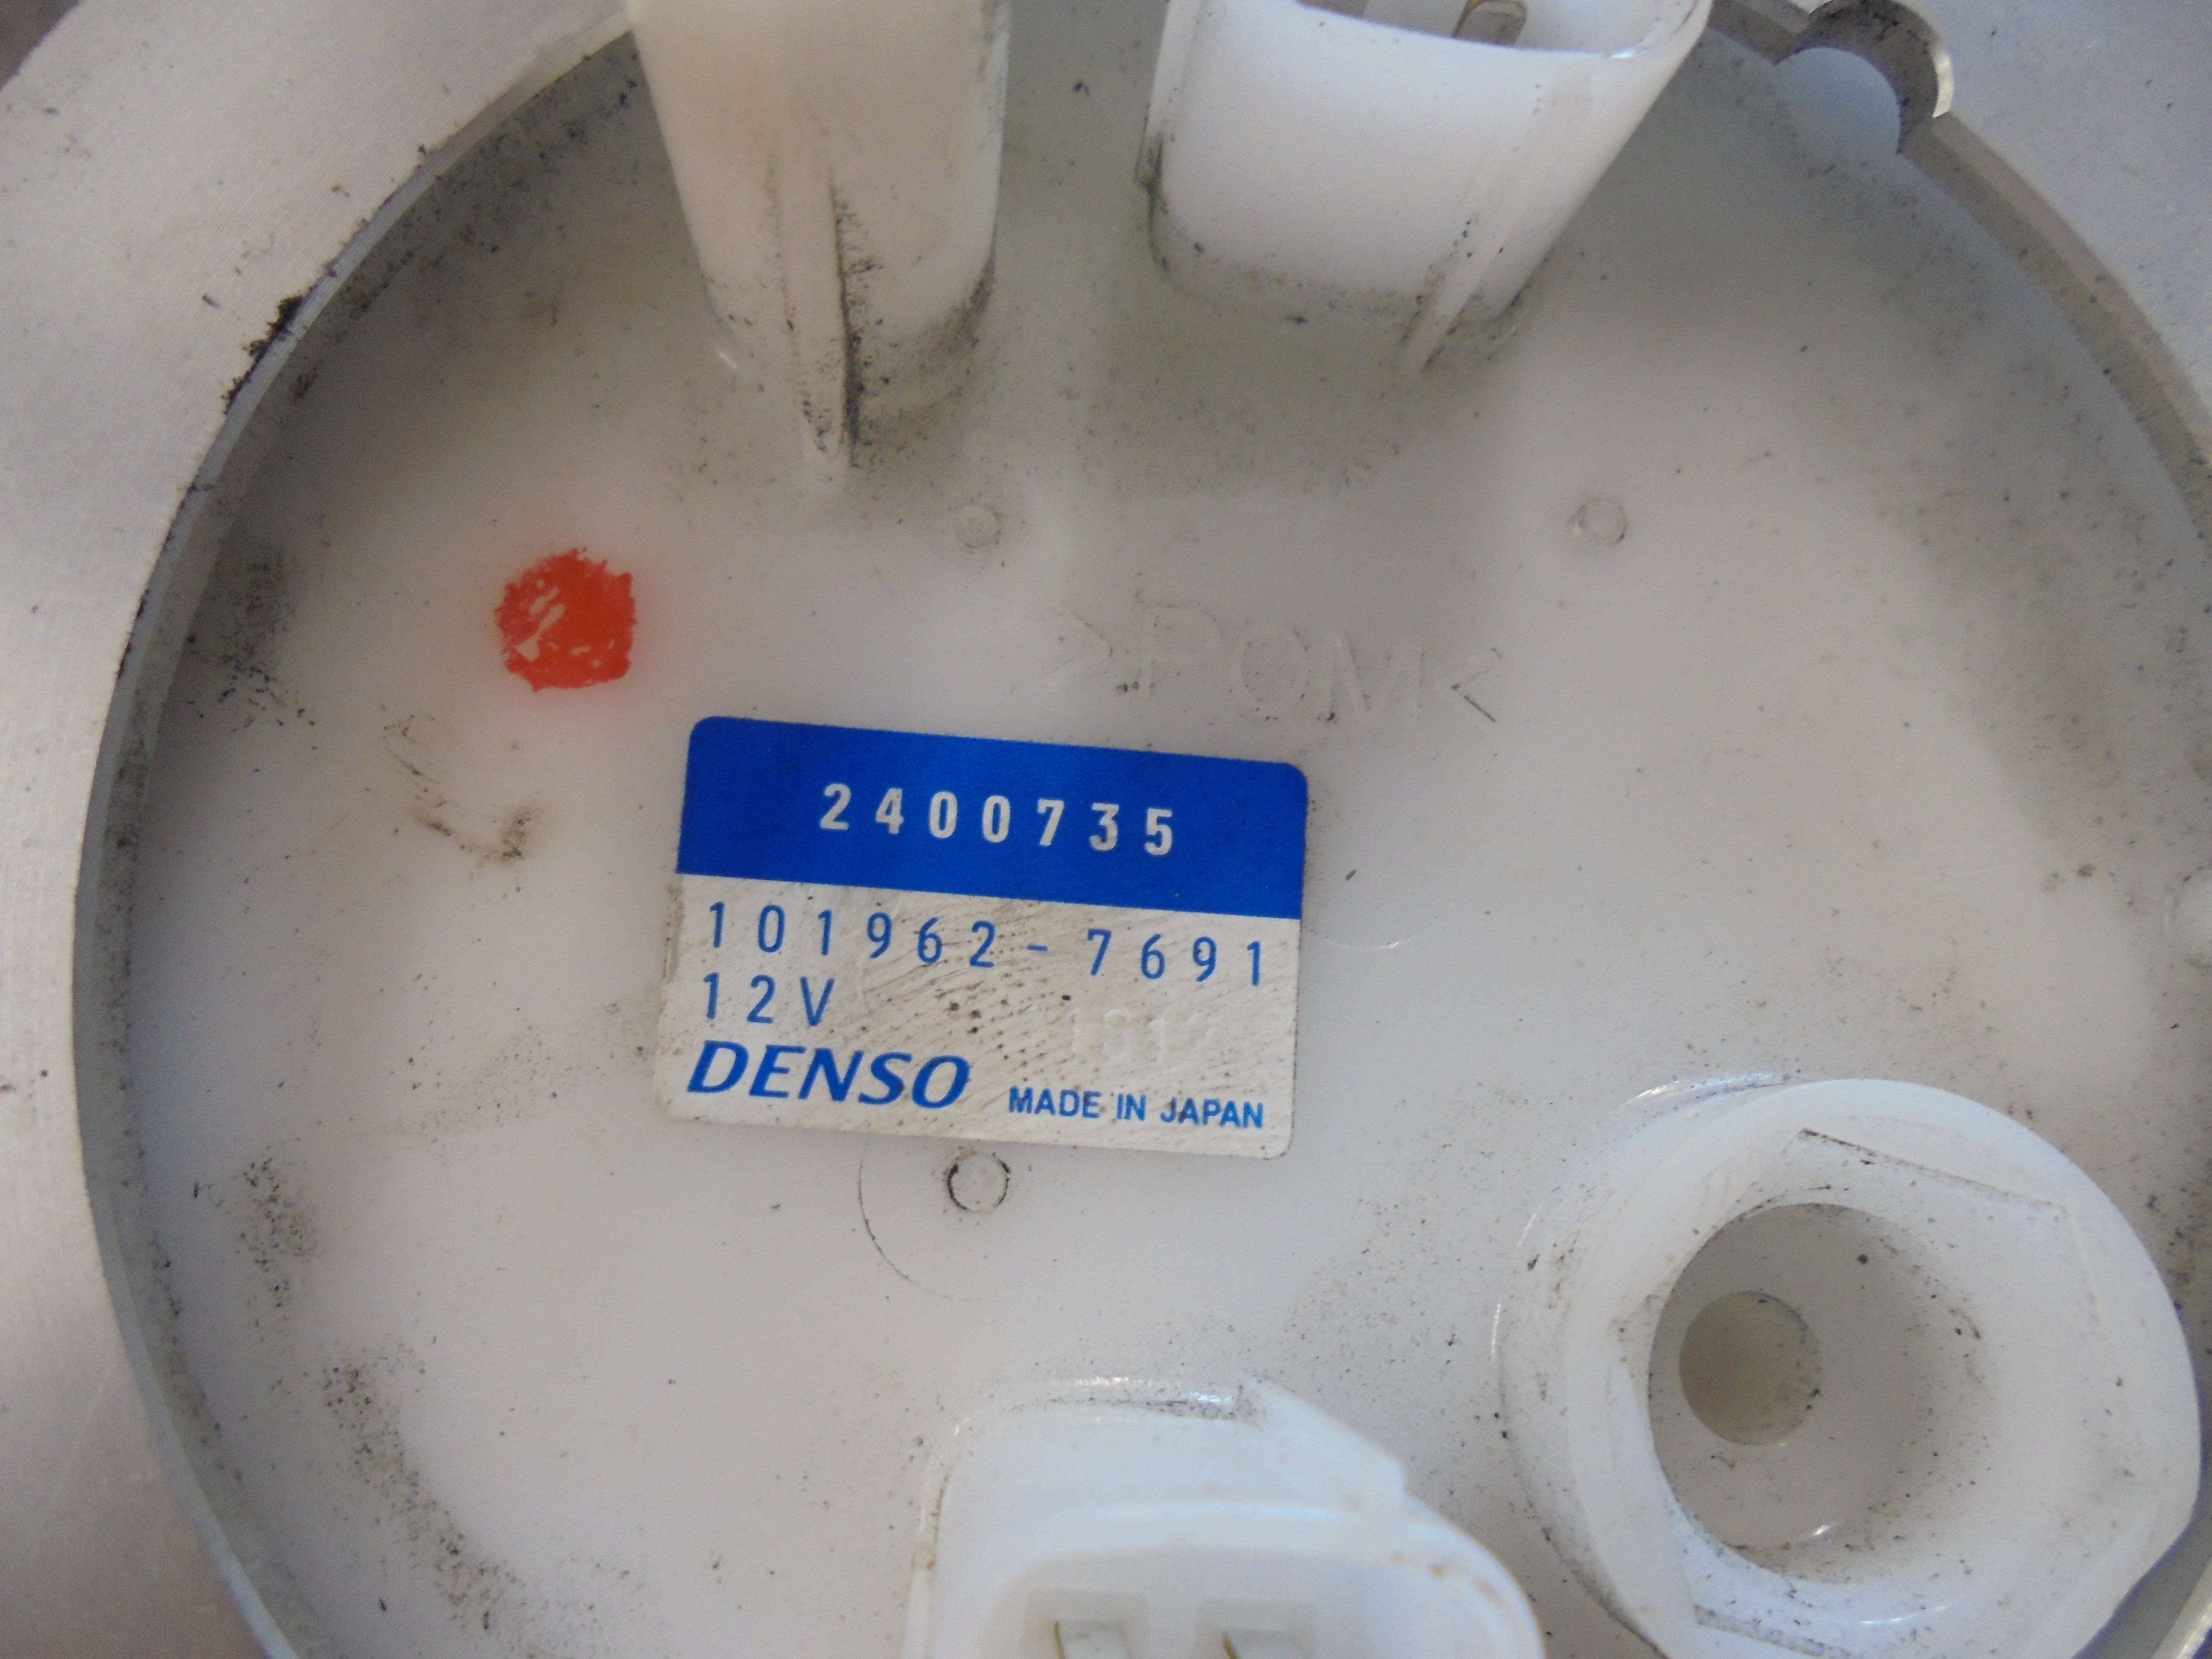 >POM<
2400735
101962-7691
12V
DENSO MADE IN JAPAN